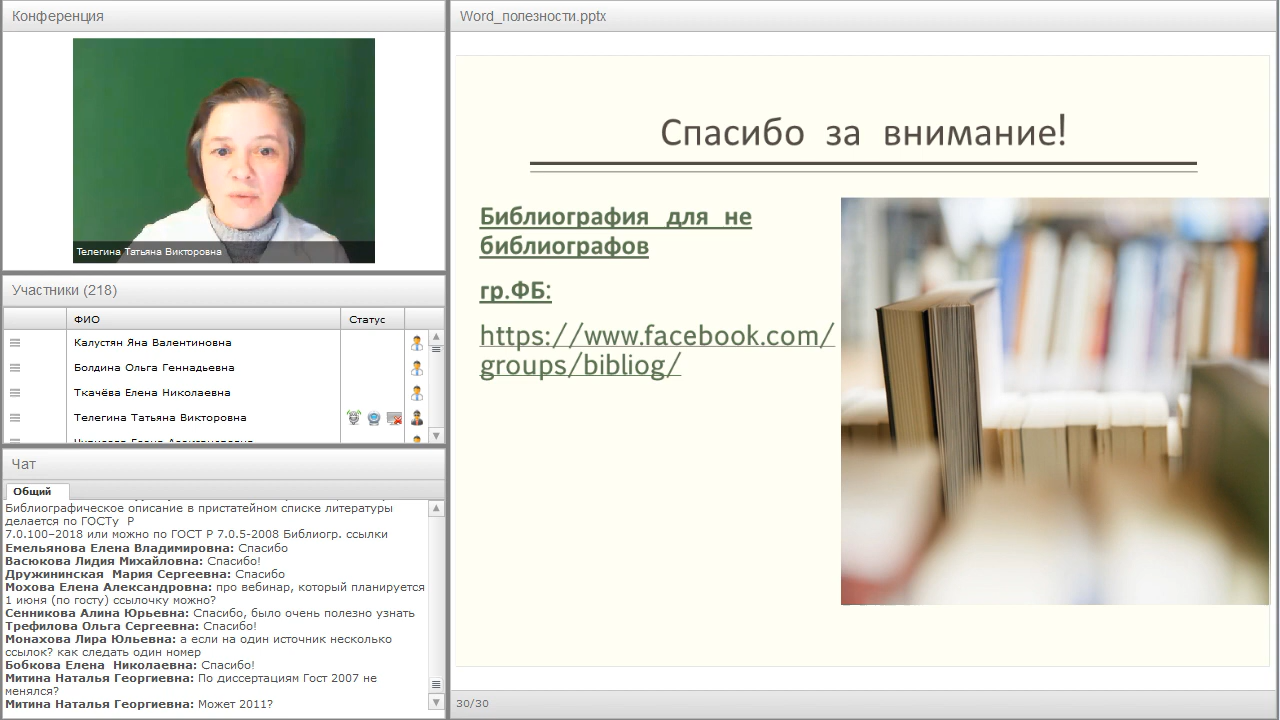 Конференция
Телегина Татьяна Викторовна
Участники (218)
ФИО Статус
Калустян Яна Валентиновна
Болдина Ольга Геннадьевна
Ткачёва Елена Николаевна
Телегина Татьяна Викторовна
Чат
Общий
Библиографическое описание в пристатейном списке литературы
делается по ГОСТу Р
7.0.100–2018 или можно по ГОСТ Р 7.0.5-2008 Библиогр. ссылки
Емельянова Елена Владимировна: Спасибо
Васюкова Лидия Михайловна: Спасибо!
Дружининская Мария Сергеевна: Спасибо
Мохова Елена Александровна: про вебинар, который планируется
1 июня (по госту) ссылочку можно?
Сенникова Алина Юрьевна: Спасибо, было очень полезно узнать
Трефилова Ольга Сергеевна: Спасибо!
Монахова Лира Юльевна: а если на один источник несколько
ссылок? как следать один номер
Бобкова Елена Николаевна: Спасибо!
Митина Наталья Георгиевна: По диссертациям Гост 2007 не
менялся?
Митина Наталья Георгиевна: Может 2011?
Word_полезности.pptx
Спасибо за внимание!
Библиография для не
библиографов
гр.ФБ:
https://www.facebook.com/
groups/bibliog/
30/30